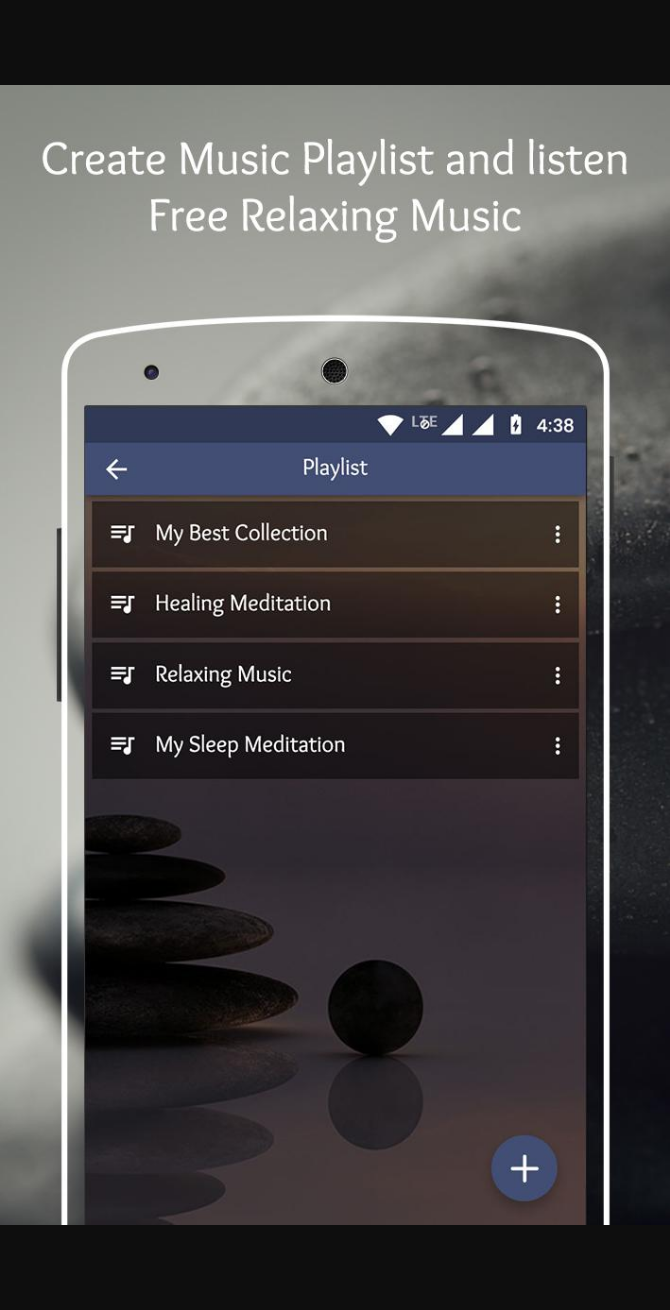 Create Music Playlist and listen
Free Relaxing Music
LTE 4:38
Playlist
My Best Collection
Healing Meditation
Relaxing Music
My Sleep Meditation